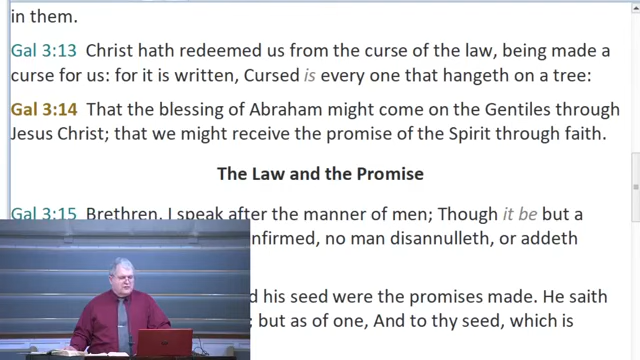 in them.
Gal 3:13 Christ hath redeemed us from the curse of the law, being made a
curse for us: for it is written, Cursed is every one that hangeth on a tree:
Gal 3:14 That the blessing of Abraham might come on the Gentiles through
Jesus Christ; that we might receive the promise of the Spirit through faith.
The Law and the Promise
Gal 3:15 Brethren, I speak after the manner of men; Though it be but a
no man disannulleth, or addeth
his seed were the promises made. He saith
but as of one, And to thy seed, which is